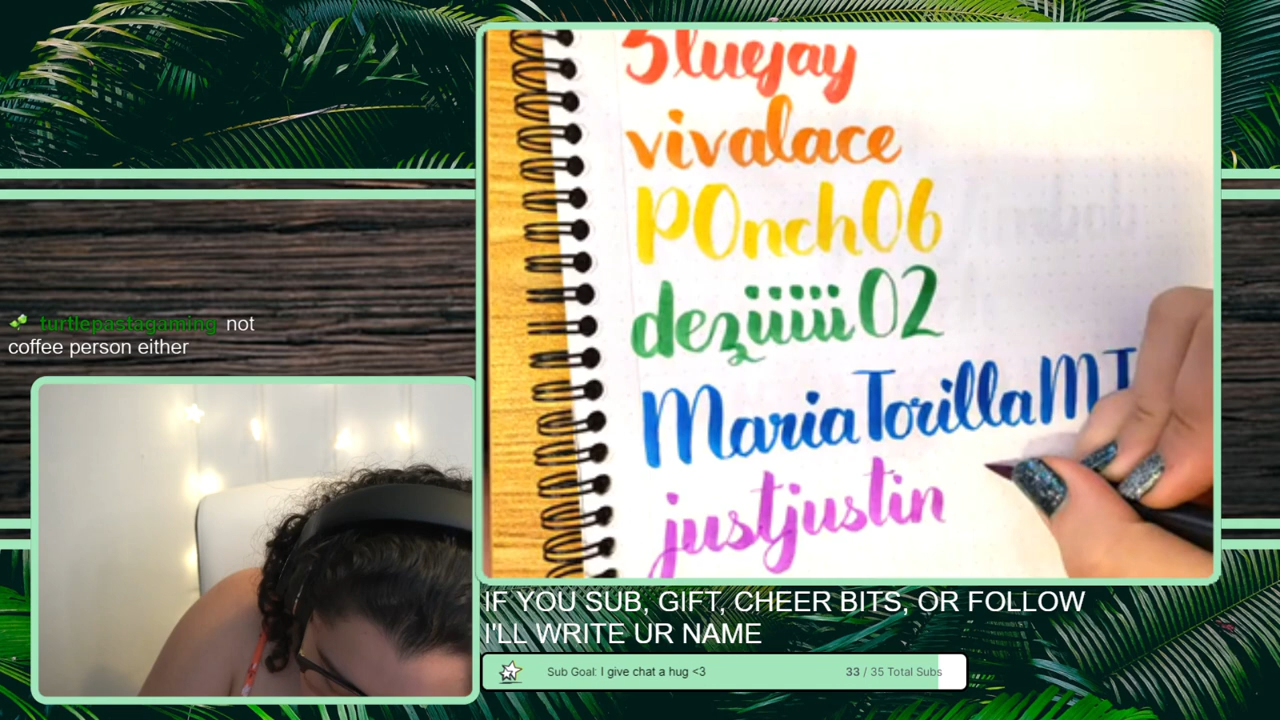 5luejay
vivalace
P0nch06
deziiiii02
MariaTorillaMT
justjustin
turtlepastagaming not
coffee person either
IF YOU SUB, GIFT, CHEER BITS, OR FOLLOW
I'LL WRITE UR NAME
Sub Goal: I give chat a hug <3
33 / 35 Total Subs